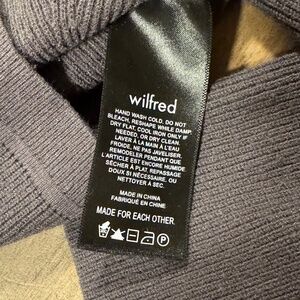 wilfred
HAND WASH COLD. DO NOT
BLEACH, RESHAPE WHILE DAMP,
DRY FLAT. COOL IRON ONLY IF
NEEDED, OR DRY CLEAN.
LAVER À LA MAIN À L'EAU
FROIDE. NE PAS JAVELISER.
REMODELER PENDANT QUE
L'ARTICLE EST ENCORE HUMIDE
SÉCHER À PLAT. REPASSAGE
DOUX SI NÉCESSAIRE. OU
NETTOYER À SEC.
MADE IN CHINA
FABRIQUÉ EN CHINE
MADE FOR EACH OTHER.
P